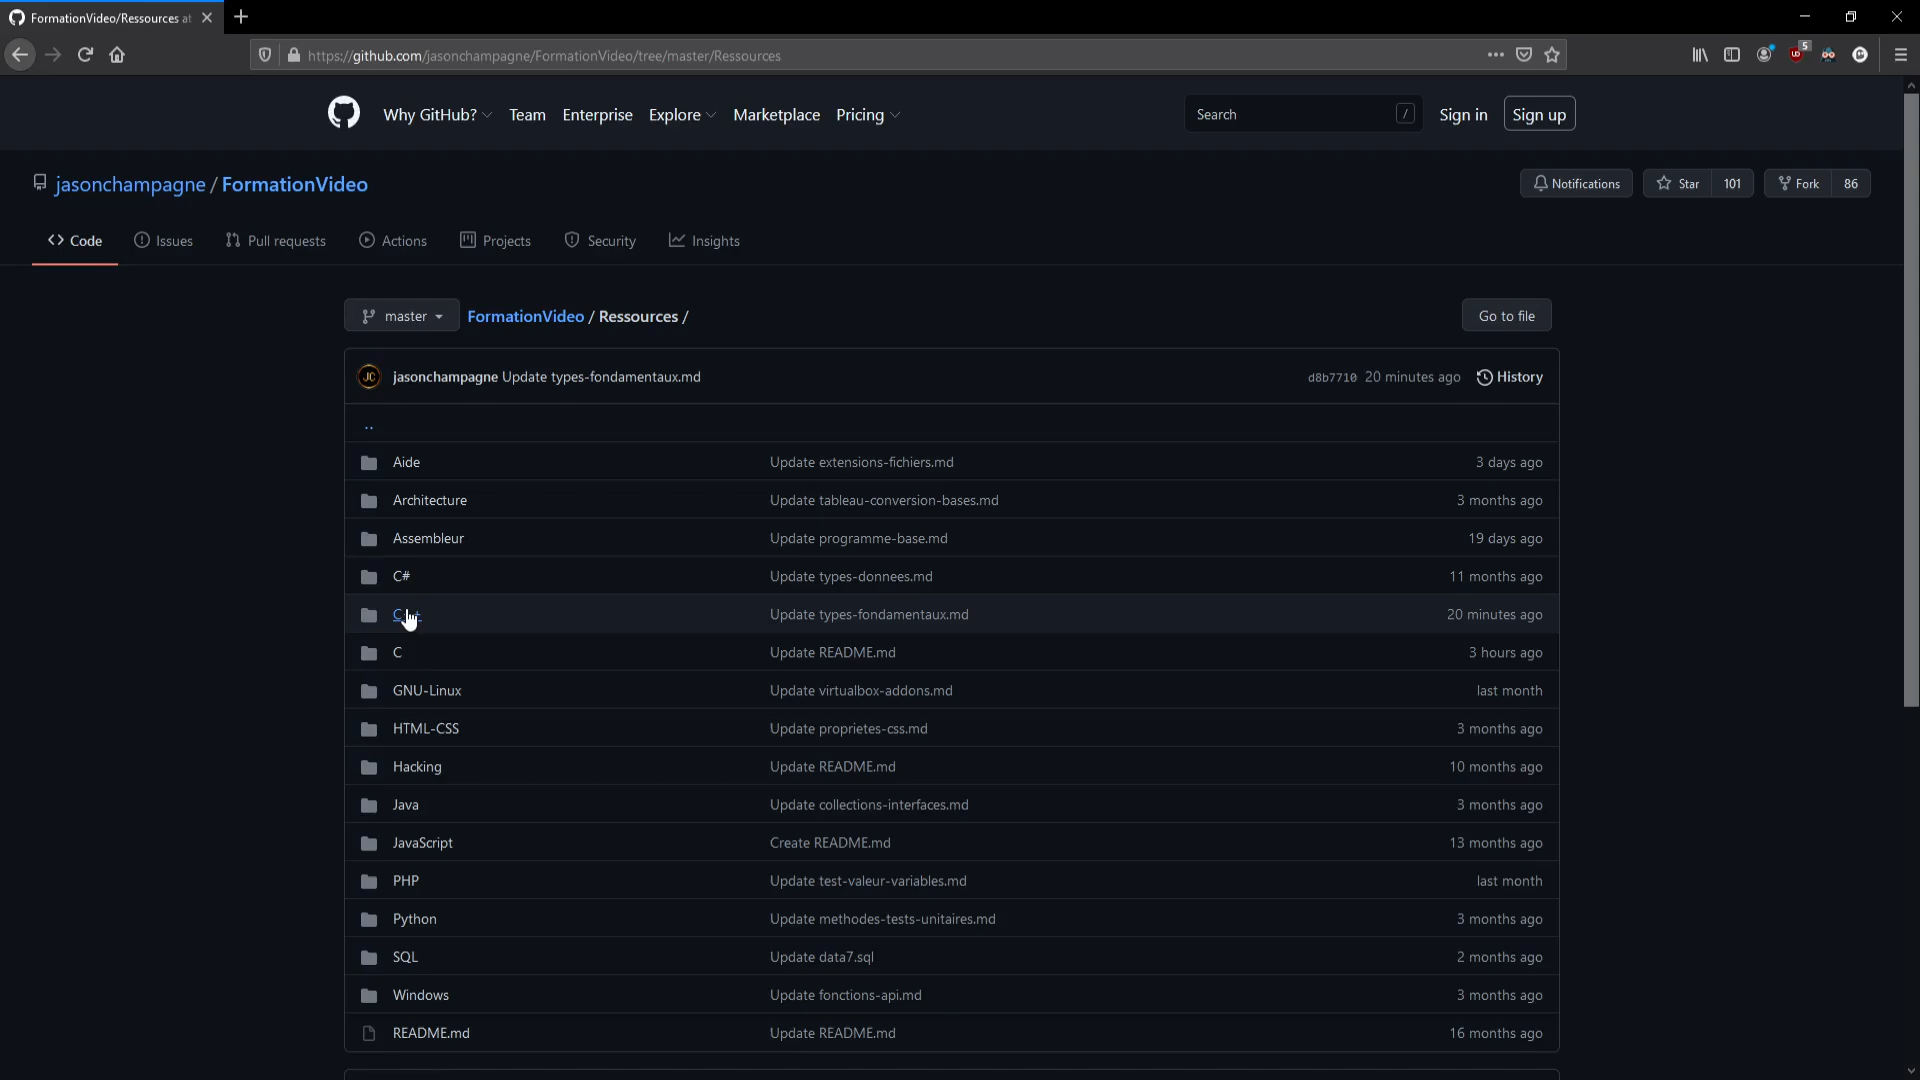 FormationVideo/Ressources at
https://github.com/jasonchampagne/FormationVideo/tree/master/Ressources
5
Why GitHub? Team Enterprise Explore Marketplace Pricing Search / Sign in Sign up
jasonchampagne / FormationVideo Notifications Star 101 Fork 86
Code Issues Pull requests Actions Projects Security Insights
master FormationVideo / Ressources / Go to file
JC jasonchampagne Update types-fondamentaux.md d8b7710 20 minutes ago History
..
Aide Update extensions-fichiers.md 3 days ago
Architecture Update tableau-conversion-bases.md 3 months ago
Assembleur Update programme-base.md 19 days ago
C# Update types-donnees.md 11 months ago
C++ Update types-fondamentaux.md 20 minutes ago
C Update README.md 3 hours ago
GNU-Linux Update virtualbox-addons.md last month
HTML-CSS Update proprietes-css.md 3 months ago
Hacking Update README.md 10 months ago
Java Update collections-interfaces.md 3 months ago
JavaScript Create README.md 13 months ago
PHP Update test-valeur-variables.md last month
Python Update methodes-tests-unitaires.md 3 months ago
SQL Update data7.sql 2 months ago
Windows Update fonctions-api.md 3 months ago
README.md Update README.md 16 months ago